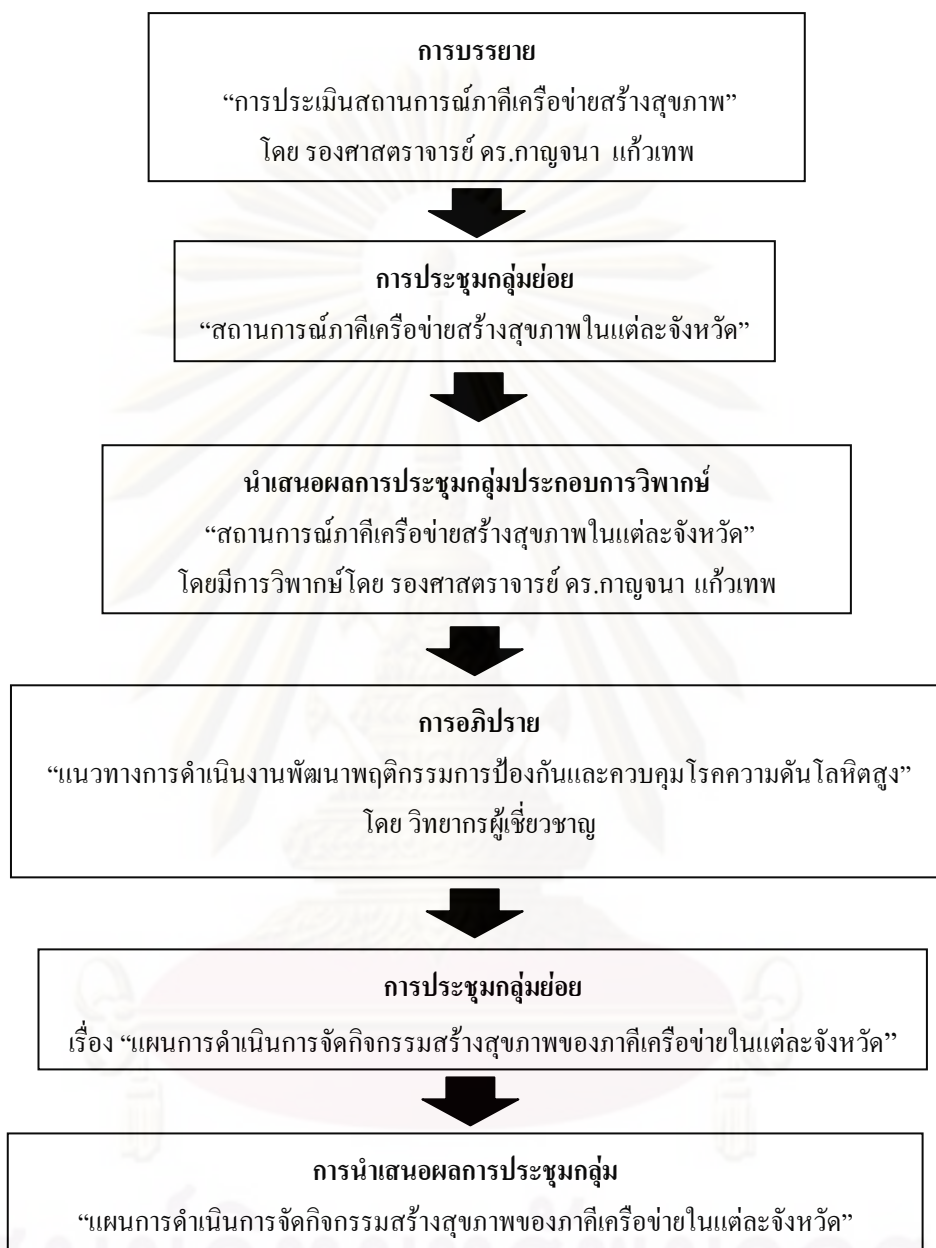 การบรรยาย
“การประเมินสถานการณ์ภาคีเครือข่ายสร้างสุขภาพ”
โดย รองศาสตราจารย์ ดร.กาญจนา แก้วเทพ
การประชุมกลุ่มย่อย
“สถานการณ์ภาคีเครือข่ายสร้างสุขภาพในแต่ละจังหวัด”
นำเสนอผลการประชุมกลุ่มประกอบการวิพากษ์
“สถานการณ์ภาคีเครือข่ายสร้างสุขภาพในแต่ละจังหวัด”
โดยมีการวิพากษ์โดย รองศาสตราจารย์ ดร.กาญจนา แก้วเทพ
การอภิปราย
“แนวทางการดำเนินงานพัฒนาพฤติกรรมการป้องกันและควบคุมโรคความดันโลหิตสูง”
โดย วิทยากรผู้เชี่ยวชาญ
การประชุมกลุ่มย่อย
เรื่อง “แผนการดำเนินการจัดกิจกรรมสร้างสุขภาพของภาคีเครือข่ายในแต่ละจังหวัด”
การนำเสนอผลการประชุมกลุ่ม
“แผนการดำเนินการจัดกิจกรรมสร้างสุขภาพของภาคีเครือข่ายในแต่ละจังหวัด”